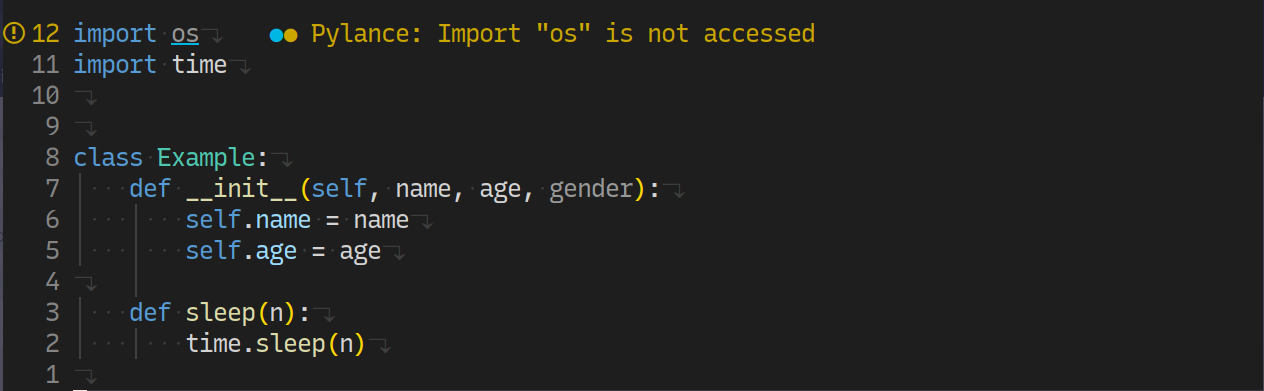 12 import os Pylance: Import "os" is not accessed
11 import time
10
9
8 class Example:
7 def __init__(self, name, age, gender):
6 self.name = name
5 self.age = age
4
3 def sleep(n):
2 time.sleep(n)
1